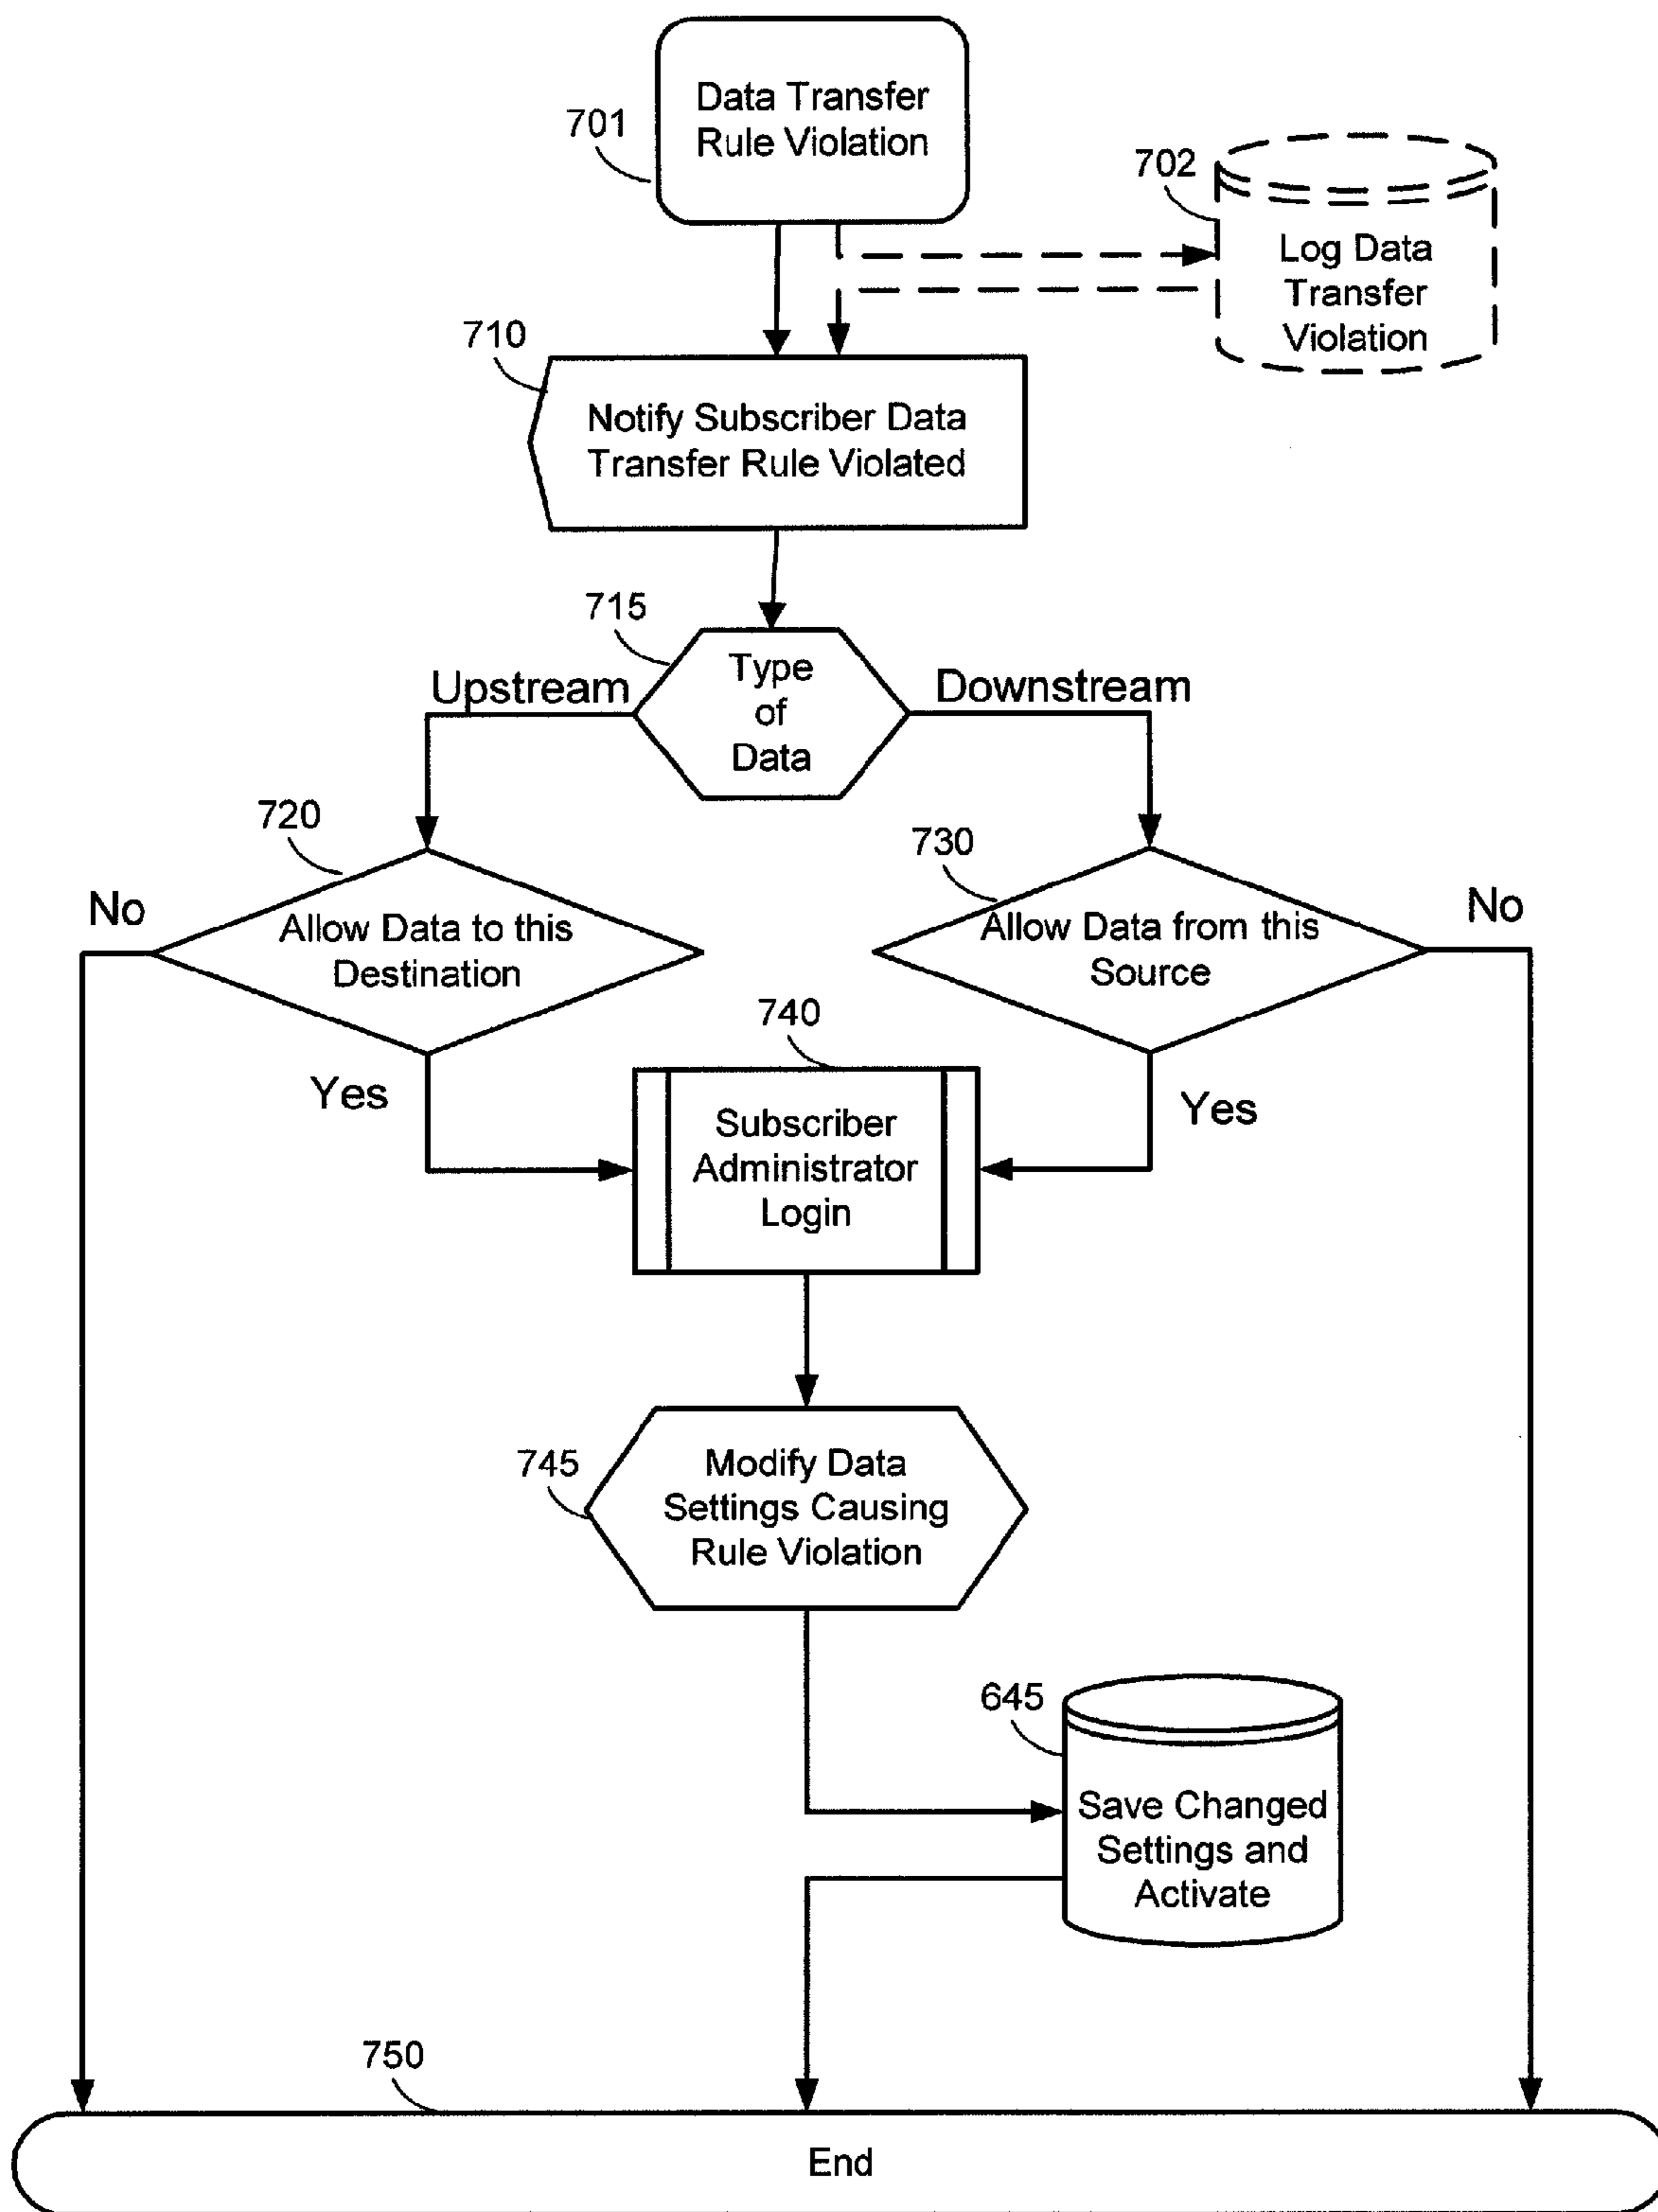 701
Data Transfer
Rule Violation
702
Log Data
Transfer
Violation
710
Notify Subscriber Data
Transfer Rule Violated
715
Type
of
Data
Upstream
Downstream
720
730
No
Allow Data to this
Destination
Allow Data from this
Source
No
740
Yes
Subscriber
Administrator
Login
Yes
745
Modify Data
Settings Causing
Rule Violation
645
Save Changed
Settings and
Activate
750
End